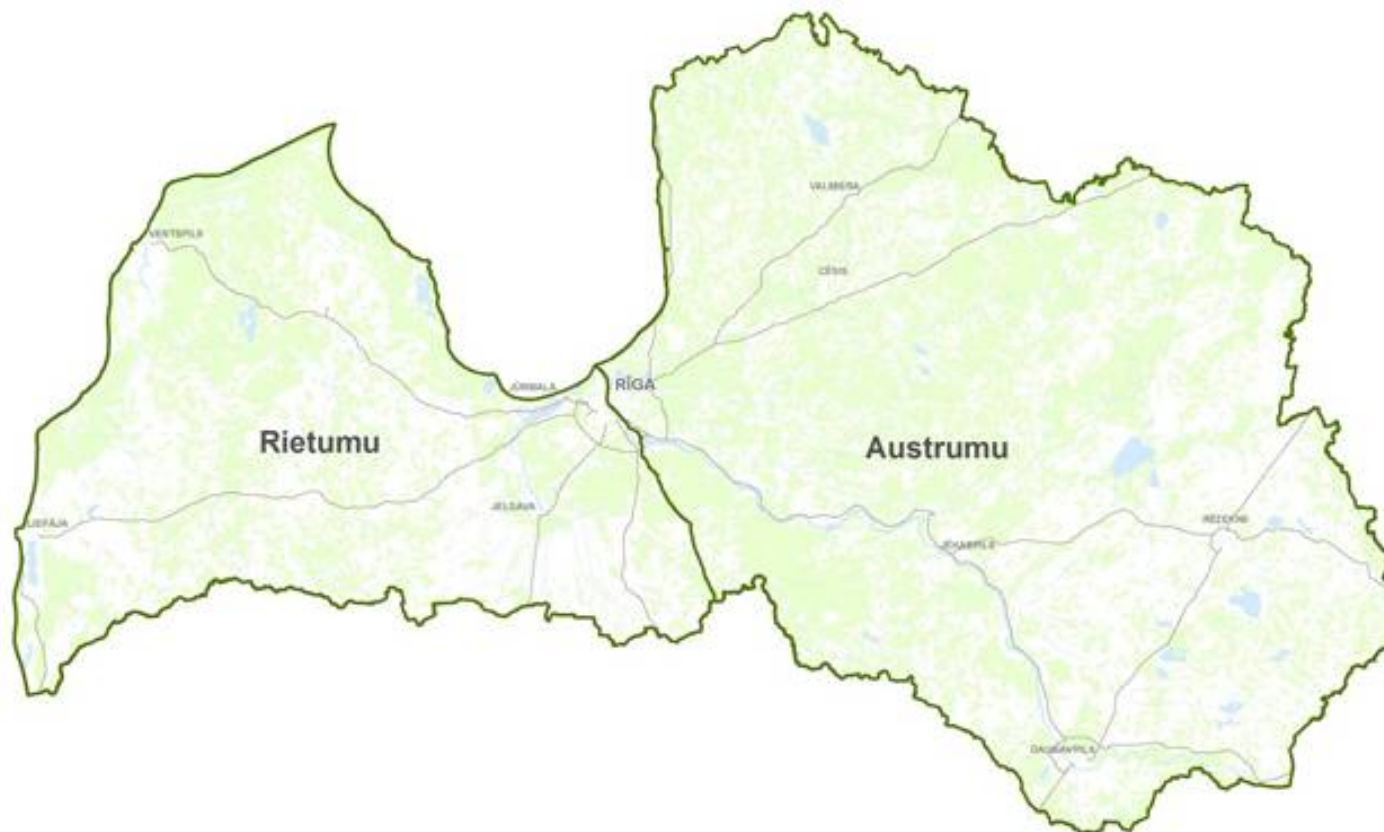 VALMIERA
VENTSPILS
CĒSIS
JŪRMALA
RĪGA
Rietumu
Austrumu
JELGAVA
LIEPĀJA
RĒZEKNE
JĒKABPILS
DAUGAVPILS